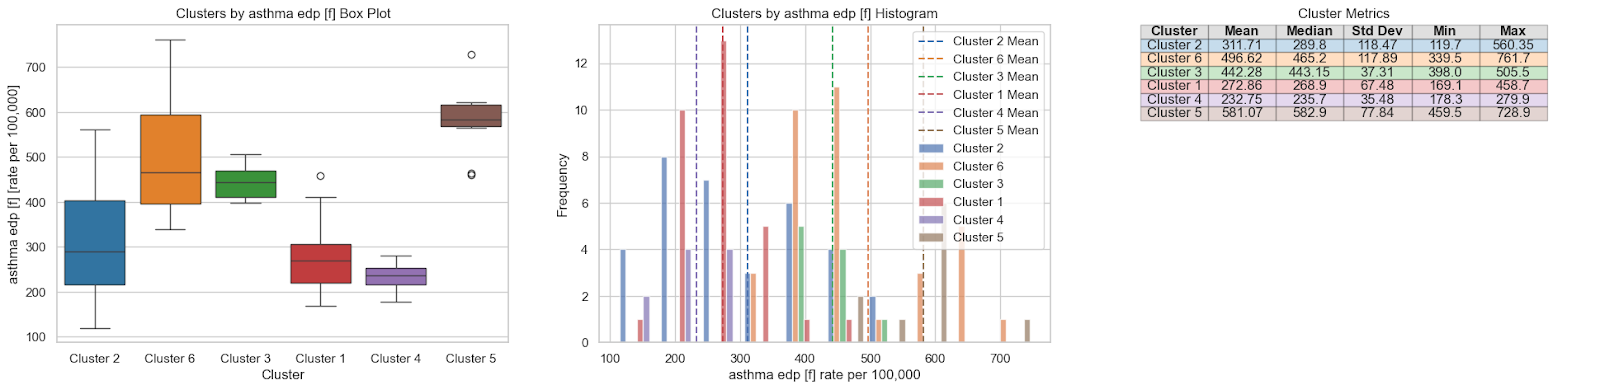 Clusters by asthma edp [f] Box Plot
asthma edp [f] [rate per 100,000]
700
600
500
400
300
200
100
Cluster 2 Cluster 6 Cluster 3 Cluster 1 Cluster 4 Cluster 5
Cluster
Clusters by asthma edp [f] Histogram
Frequency
12
10
8
6
4
2
0
100 200 300 400 500 600 700
asthma edp [f] rate per 100,000
Cluster 2 Mean
Cluster 6 Mean
Cluster 3 Mean
Cluster 1 Mean
Cluster 4 Mean
Cluster 5 Mean
Cluster 2
Cluster 6
Cluster 3
Cluster 1
Cluster 4
Cluster 5
Cluster Metrics
Cluster Mean Median Std Dev Min Max
Cluster 2 311.71 289.8 118.47 119.7 560.35
Cluster 6 496.62 465.2 117.89 339.5 761.7
Cluster 3 442.28 443.15 37.31 398.0 505.5
Cluster 1 272.86 268.9 67.48 169.1 458.7
Cluster 4 232.75 235.7 35.48 178.3 279.9
Cluster 5 581.07 582.9 77.84 459.5 728.9